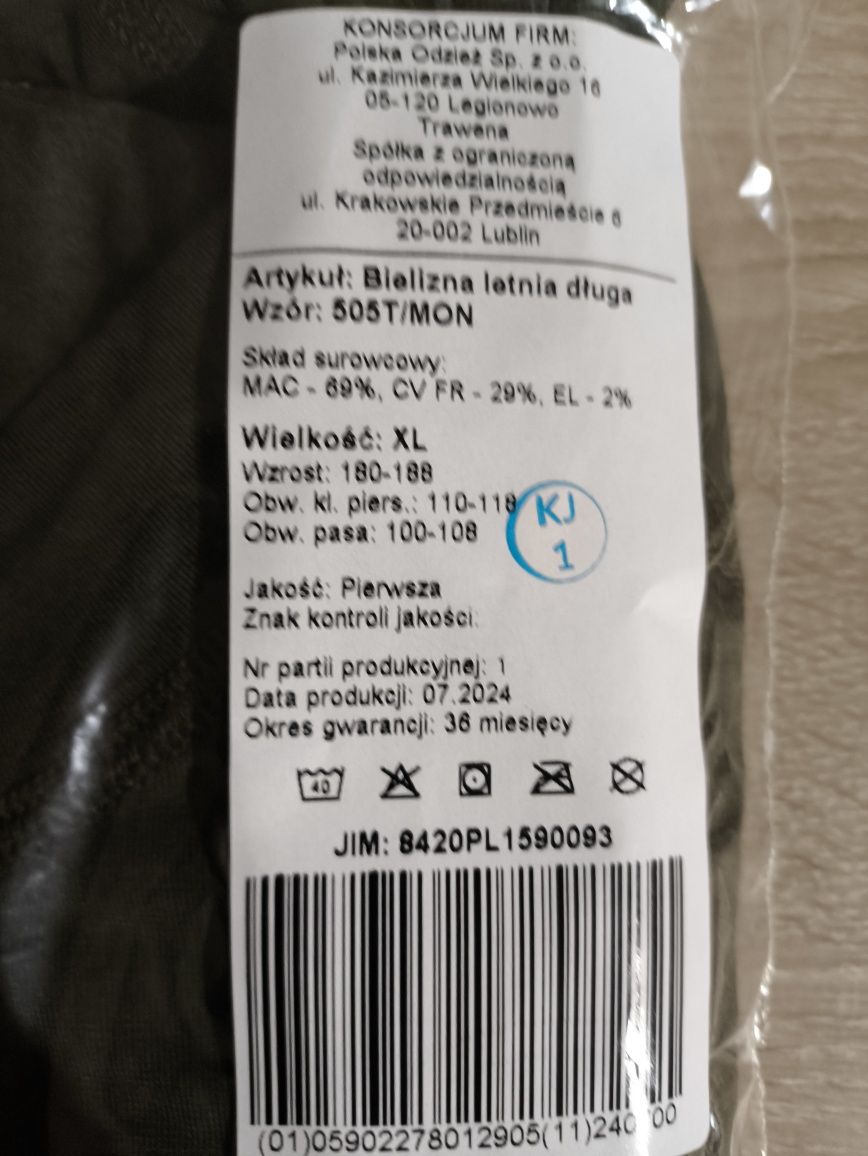 KONSORCJUM FIRM:
Polska Odzież Sp. z o.o.
ul. Kazimierza Wielkiego 16
05-120 Legionowo
Trawena
Spółka z ograniczoną
odpowiedzialnością
ul. Krakowskie Przedmieście 6
20-002 Lublin
Artykuł: Bielizna letnia długa
Wzór: 505T/MON
Skład surowcowy:
MAC - 69%, CV FR - 29%, EL - 2%
Wielkość: XL
Wzrost: 180-188
Obw. kl. piers.: 110-118
Obw. pasa: 100-108
KJ
1
Jakość: Pierwsza
Znak kontroli jakości:
Nr partii produkcyjnej: 1
Data produkcji: 07.2024
Okres gwarancji: 36 miesięcy
40
JIM: 8420PL1590093
(01)05902278012905(11)240700